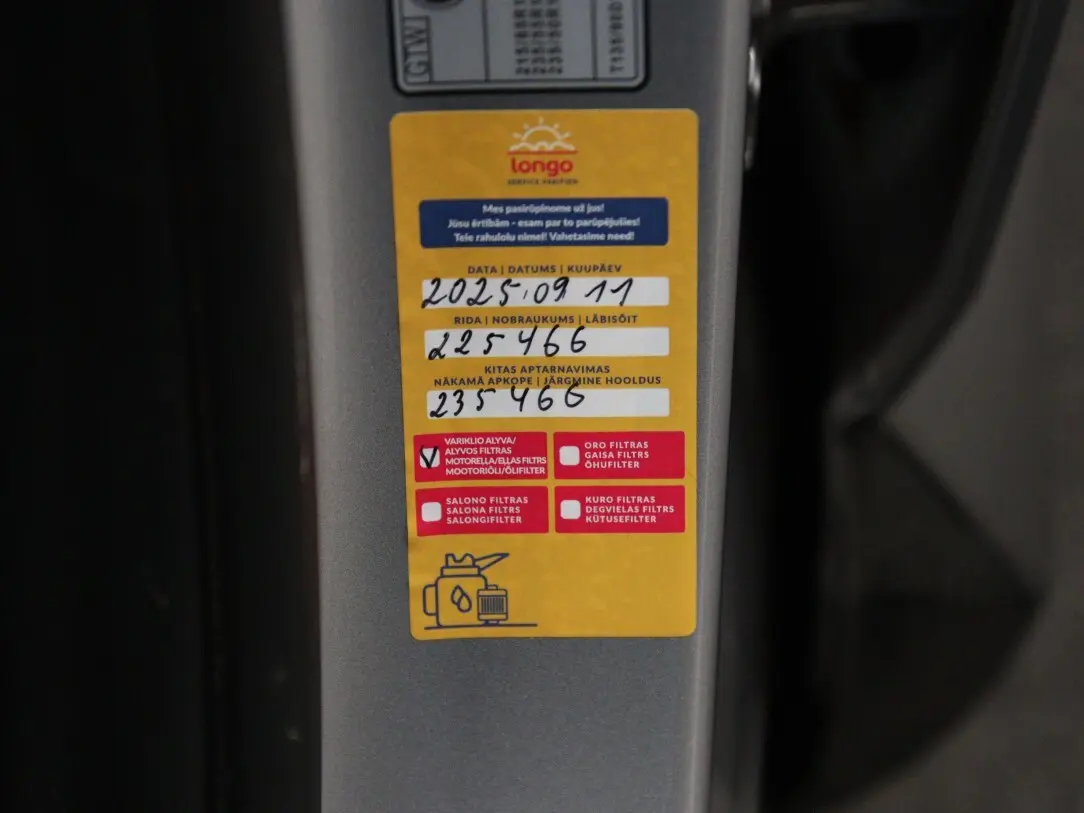 GTW
longo
SERVICE PARTNER
Mes pasirūpinome už jus!
Jūsu ērtībām - esam par to parūpējušies!
Teie rahulolu nimel! Vahetasime need!
DATA | DATUMS | KUUPÄEV
2025.09 11
RIDA | NOBRAUKUMS | LÄBISÕIT
225466
KITAS APTARNAVIMAS
NĀKAMĀ APKOPE | JÄRGMINE HOOLDUS
235466
V
VARIKLIO ALYVA/
ALYVOS FILTRAS
MOTOREĻĻA/EĻĻAS FILTRS
MOOTORIÕLI/ÕLIFILTER
ORO FILTRAS
GAISA FILTRS
ÕHUFILTER
SALONO FILTRAS
SALONA FILTRS
SALONGIFILTER
KURO FILTRAS
DEGVIELAS FILTRS
KÜTUSEFILTER